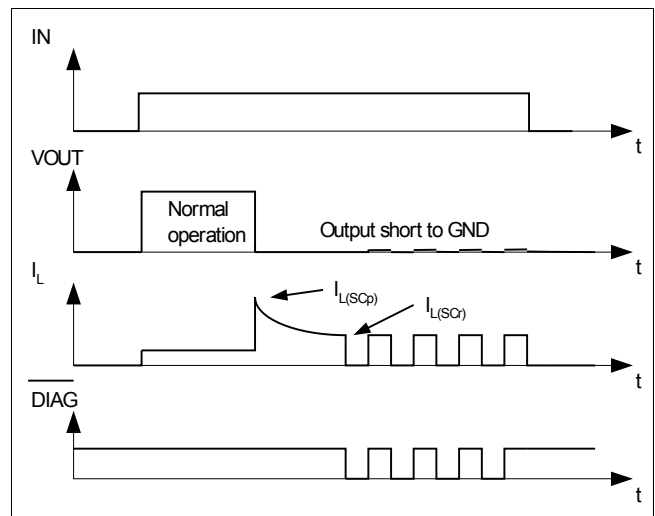 IN
t
VOUT
Normal
operation
Output short to GND
t
I_L
I_L(SCp)
I_L(SCr)
t
DIAG
t